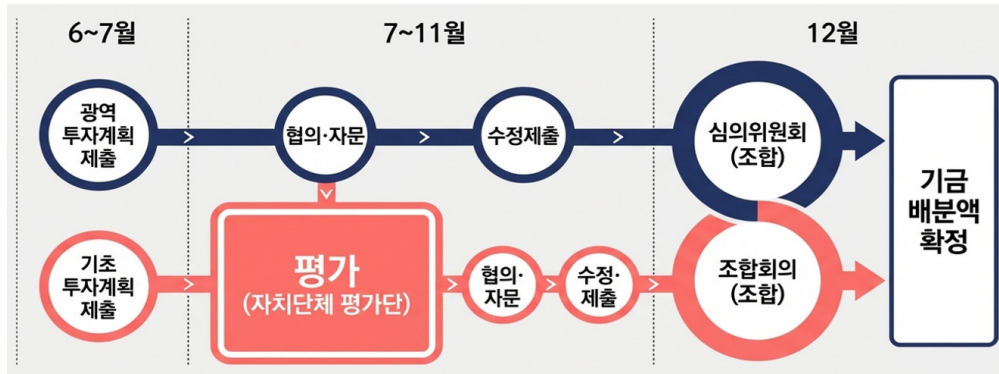 6~7월
7~11월
12월
광역
투자계획
제출
협의·자문
수정제출
심의위원회
(조합)
기초
투자계획
제출
평가
(자치단체 평가단)
협의·
자문
수정·
제출
조합회의
(조합)
기금
배분액
확정